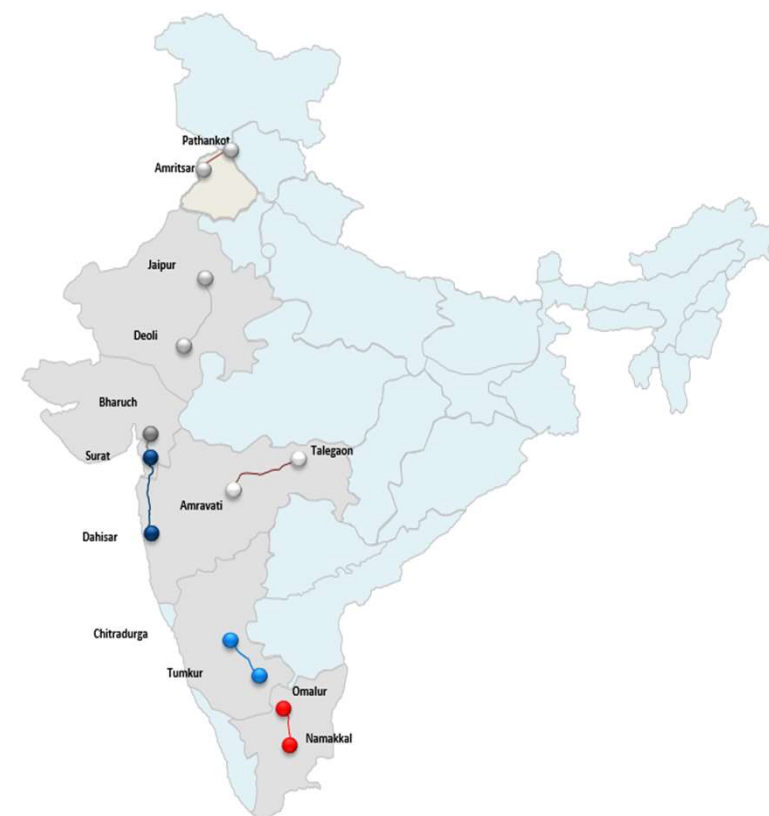 Pathankot
Amritsar
Jaipur
Deoli
Bharuch
Surat
Talegaon
Amravati
Dahisar
Chitradurga
Tumkur
Omalur
Namakkal